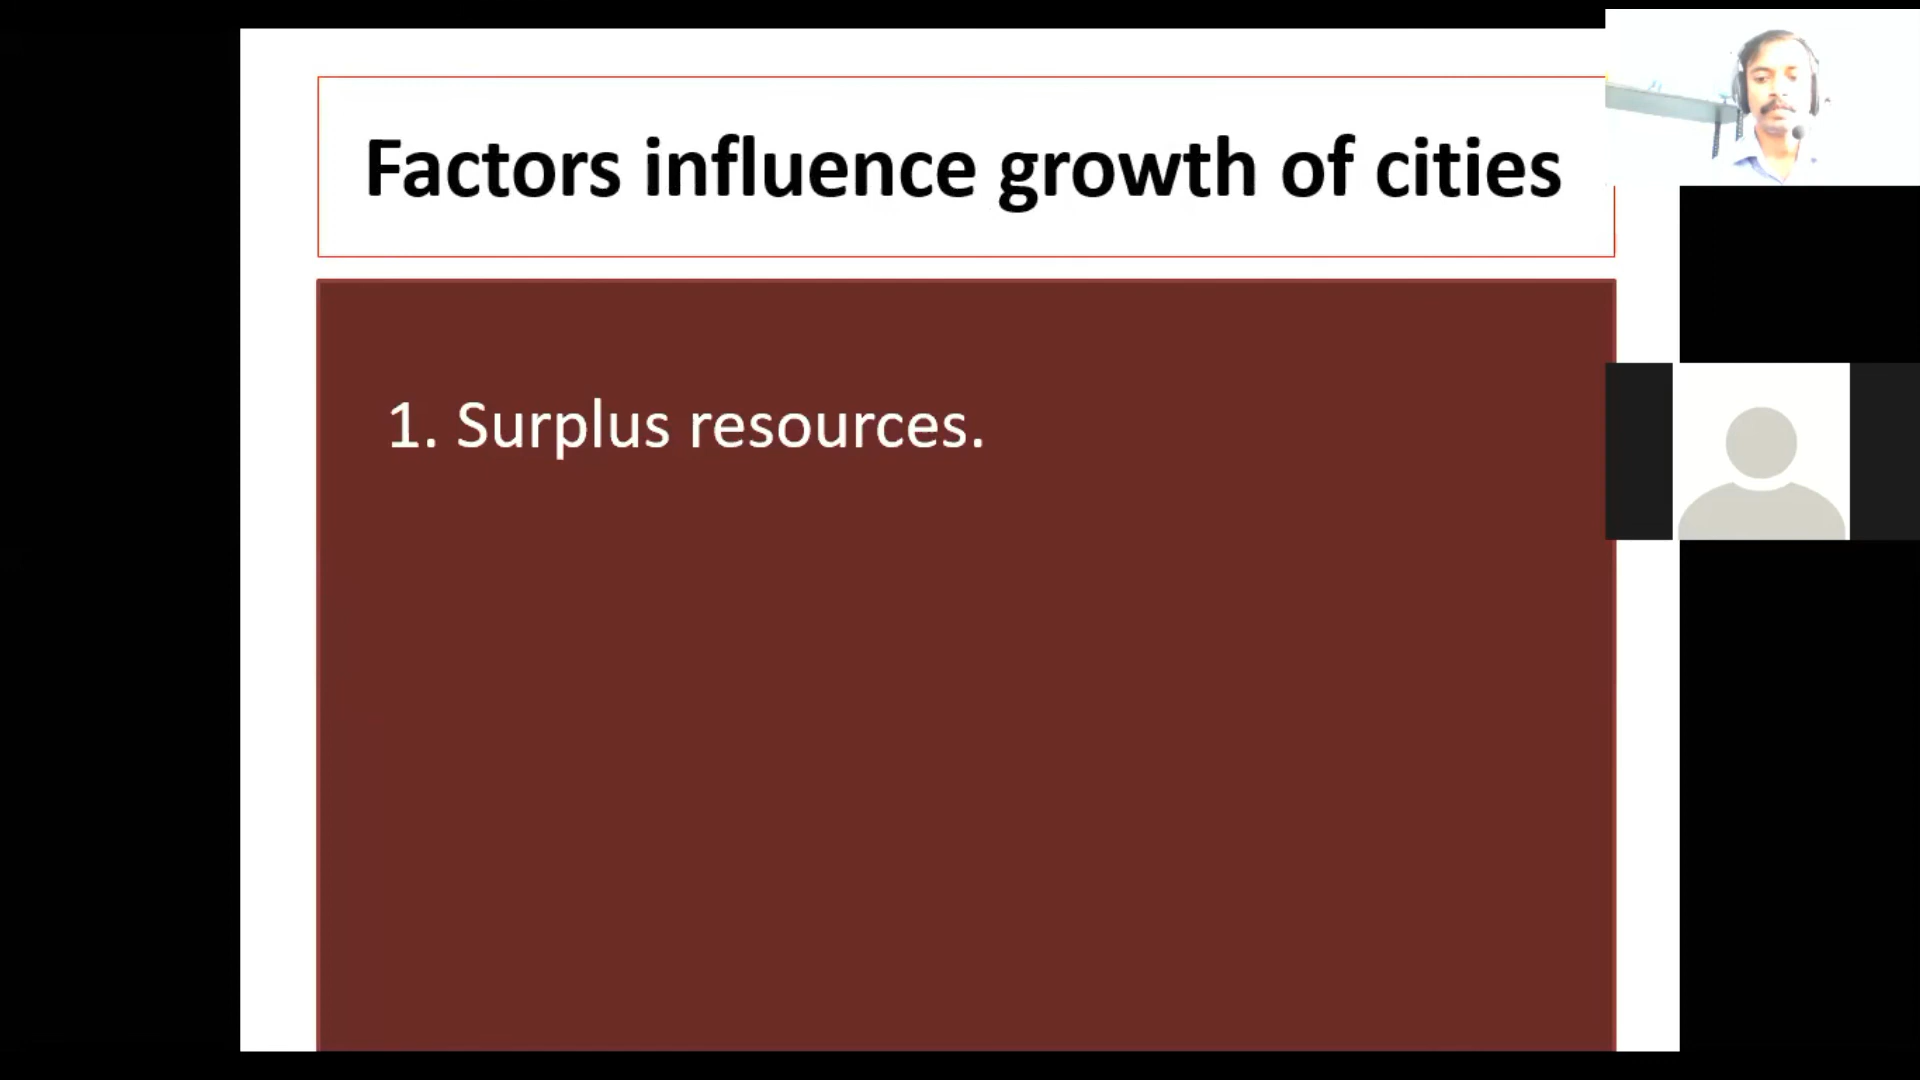 Factors influence growth of cities
1. Surplus resources.